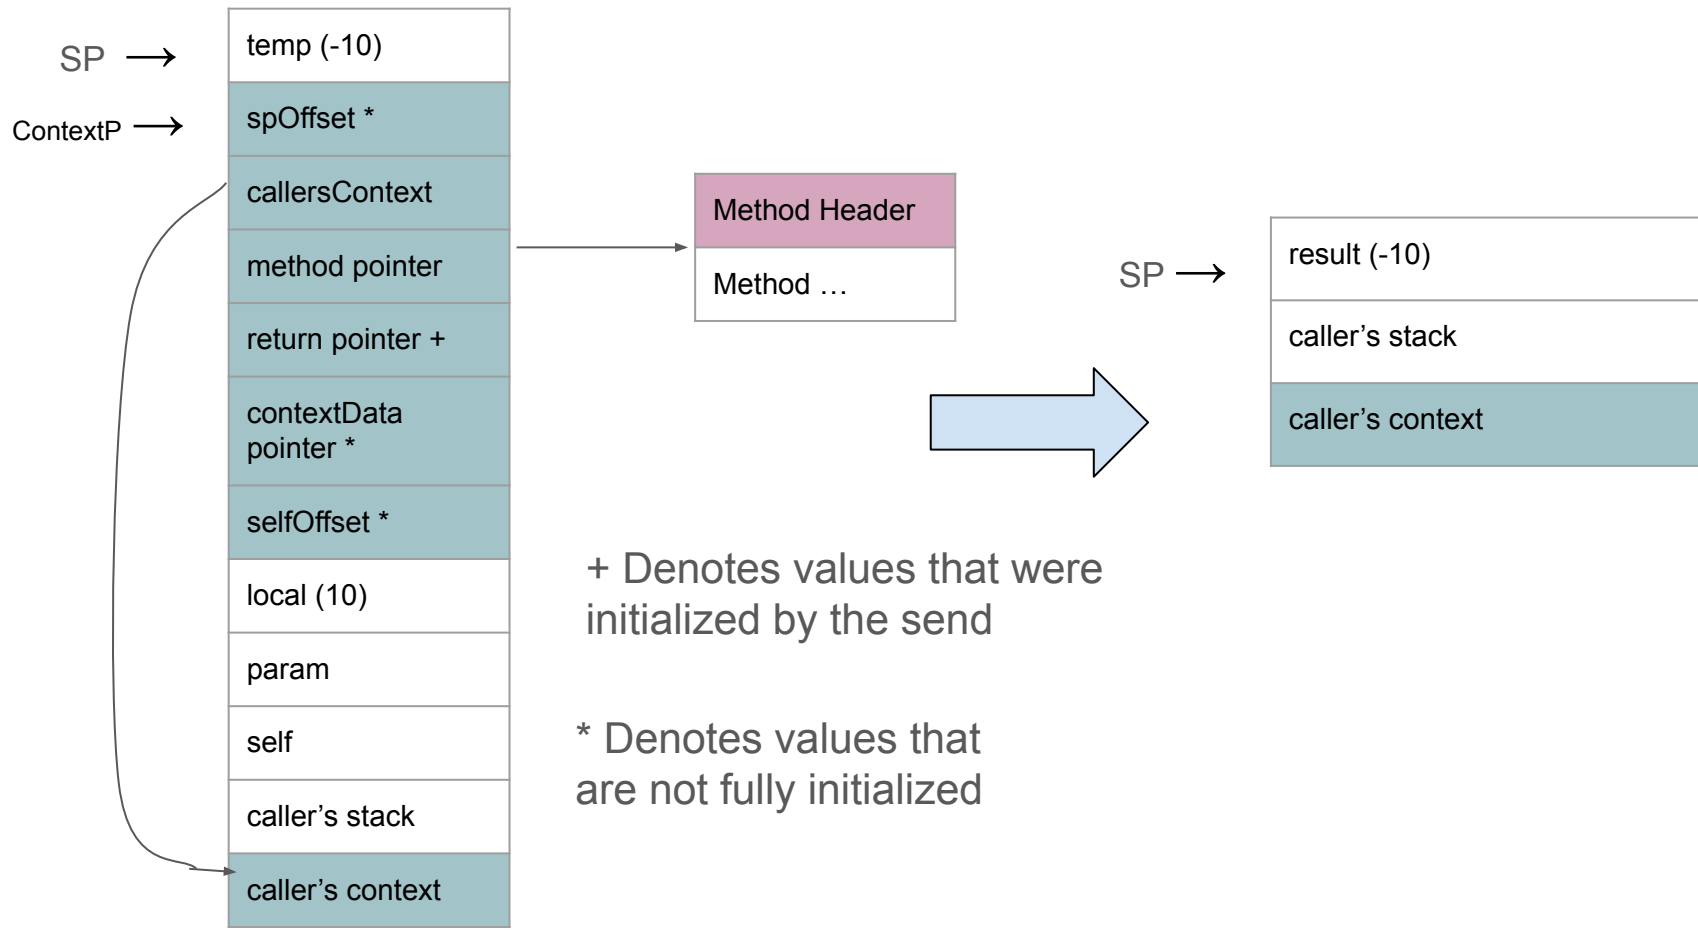 SP →
temp (-10)
ContextP →
spOffset *
callersContext
method pointer
return pointer +
contextData
pointer *
selfOffset *
local (10)
param
self
caller’s stack
caller’s context
Method Header
Method …
+ Denotes values that were
initialized by the send
* Denotes values that
are not fully initialized
SP →
result (-10)
caller’s stack
caller’s context